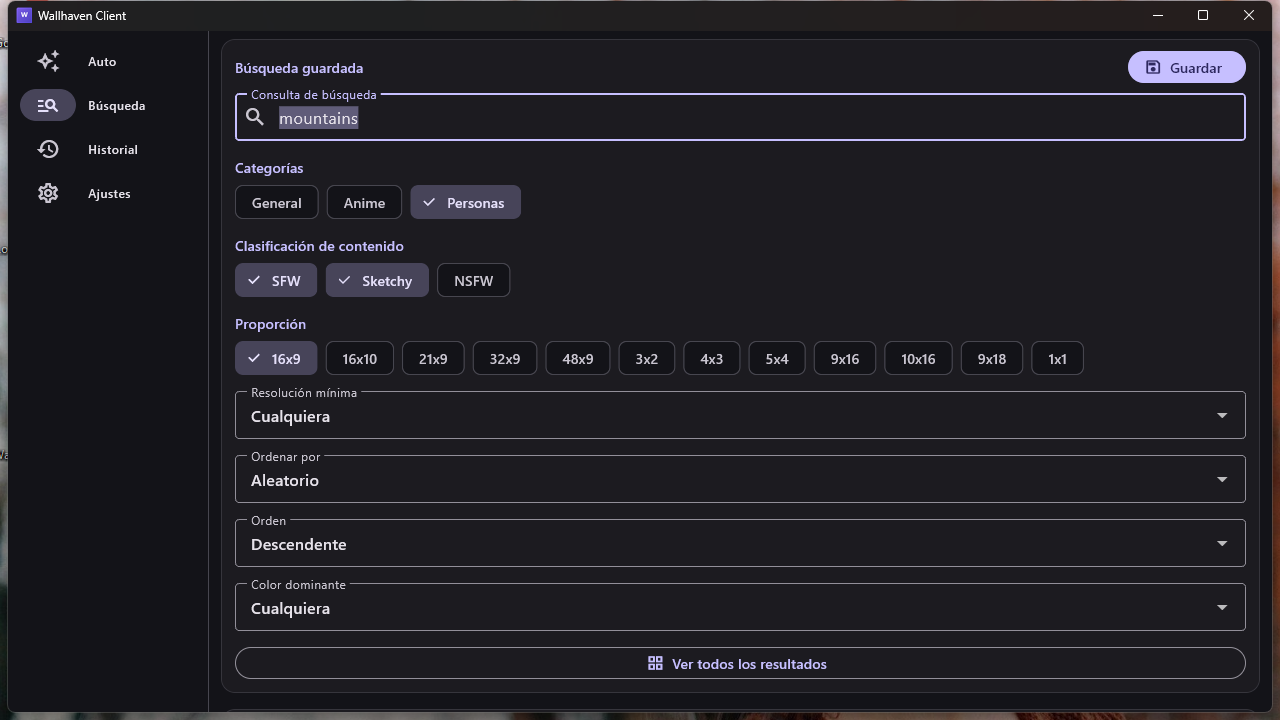 Wallhaven Client
Auto
Búsqueda
Historial
Ajustes
Búsqueda guardada
Guardar
Consulta de búsqueda
mountains
Categorías
General Anime Personas
Clasificación de contenido
SFW Sketchy NSFW
Proporción
16x9 16x10 21x9 32x9 48x9 3x2 4x3 5x4 9x16 10x16 9x18 1x1
Resolución mínima
Cualquiera
Ordenar por
Aleatorio
Orden
Descendente
Color dominante
Cualquiera
Ver todos los resultados